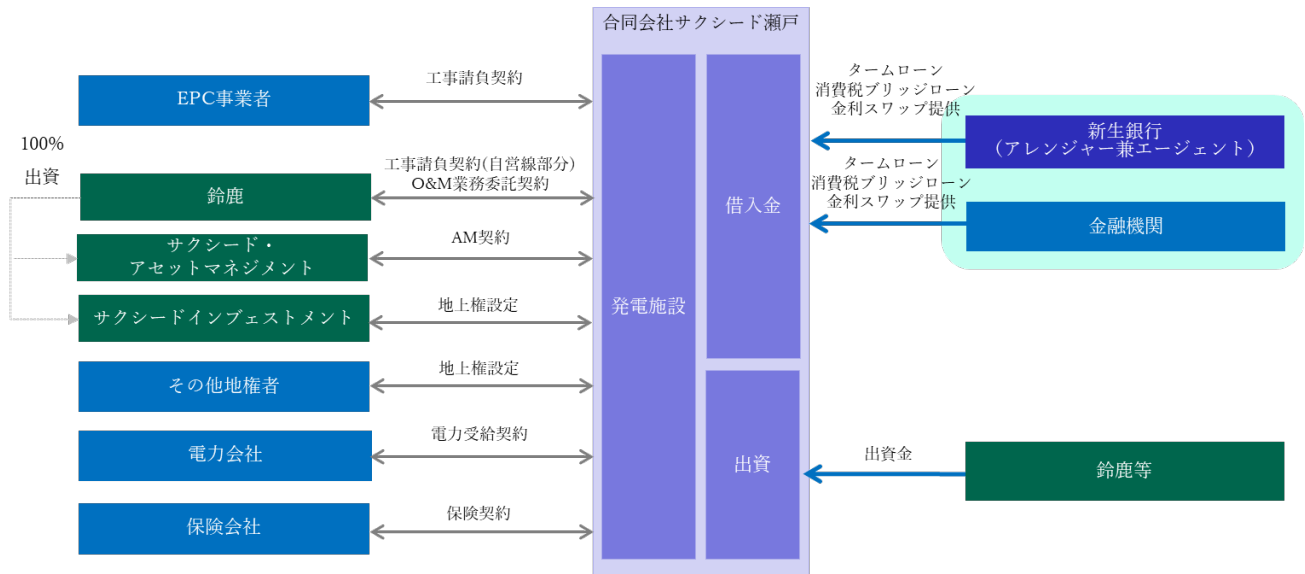 合同会社サクシード瀬戸
工事請負契約
EPC事業者
100%
出資
工事請負契約(自営線部分)
O&M業務委託契約
鈴鹿
サクシード・
アセットマネジメント
AM契約
サクシードインブェストメント
地上権設定
その他地権者
地上権設定
電力会社
電力受給契約
保険会社
保険契約
発電施設
借入金
出資
タームローン
消費税ブリッジローン
金利スワップ提供
新生銀行
(アレンジャー兼エージェント)
タームローン
消費税ブリッジローン
金利スワップ提供
金融機関
出資金
鈴鹿等